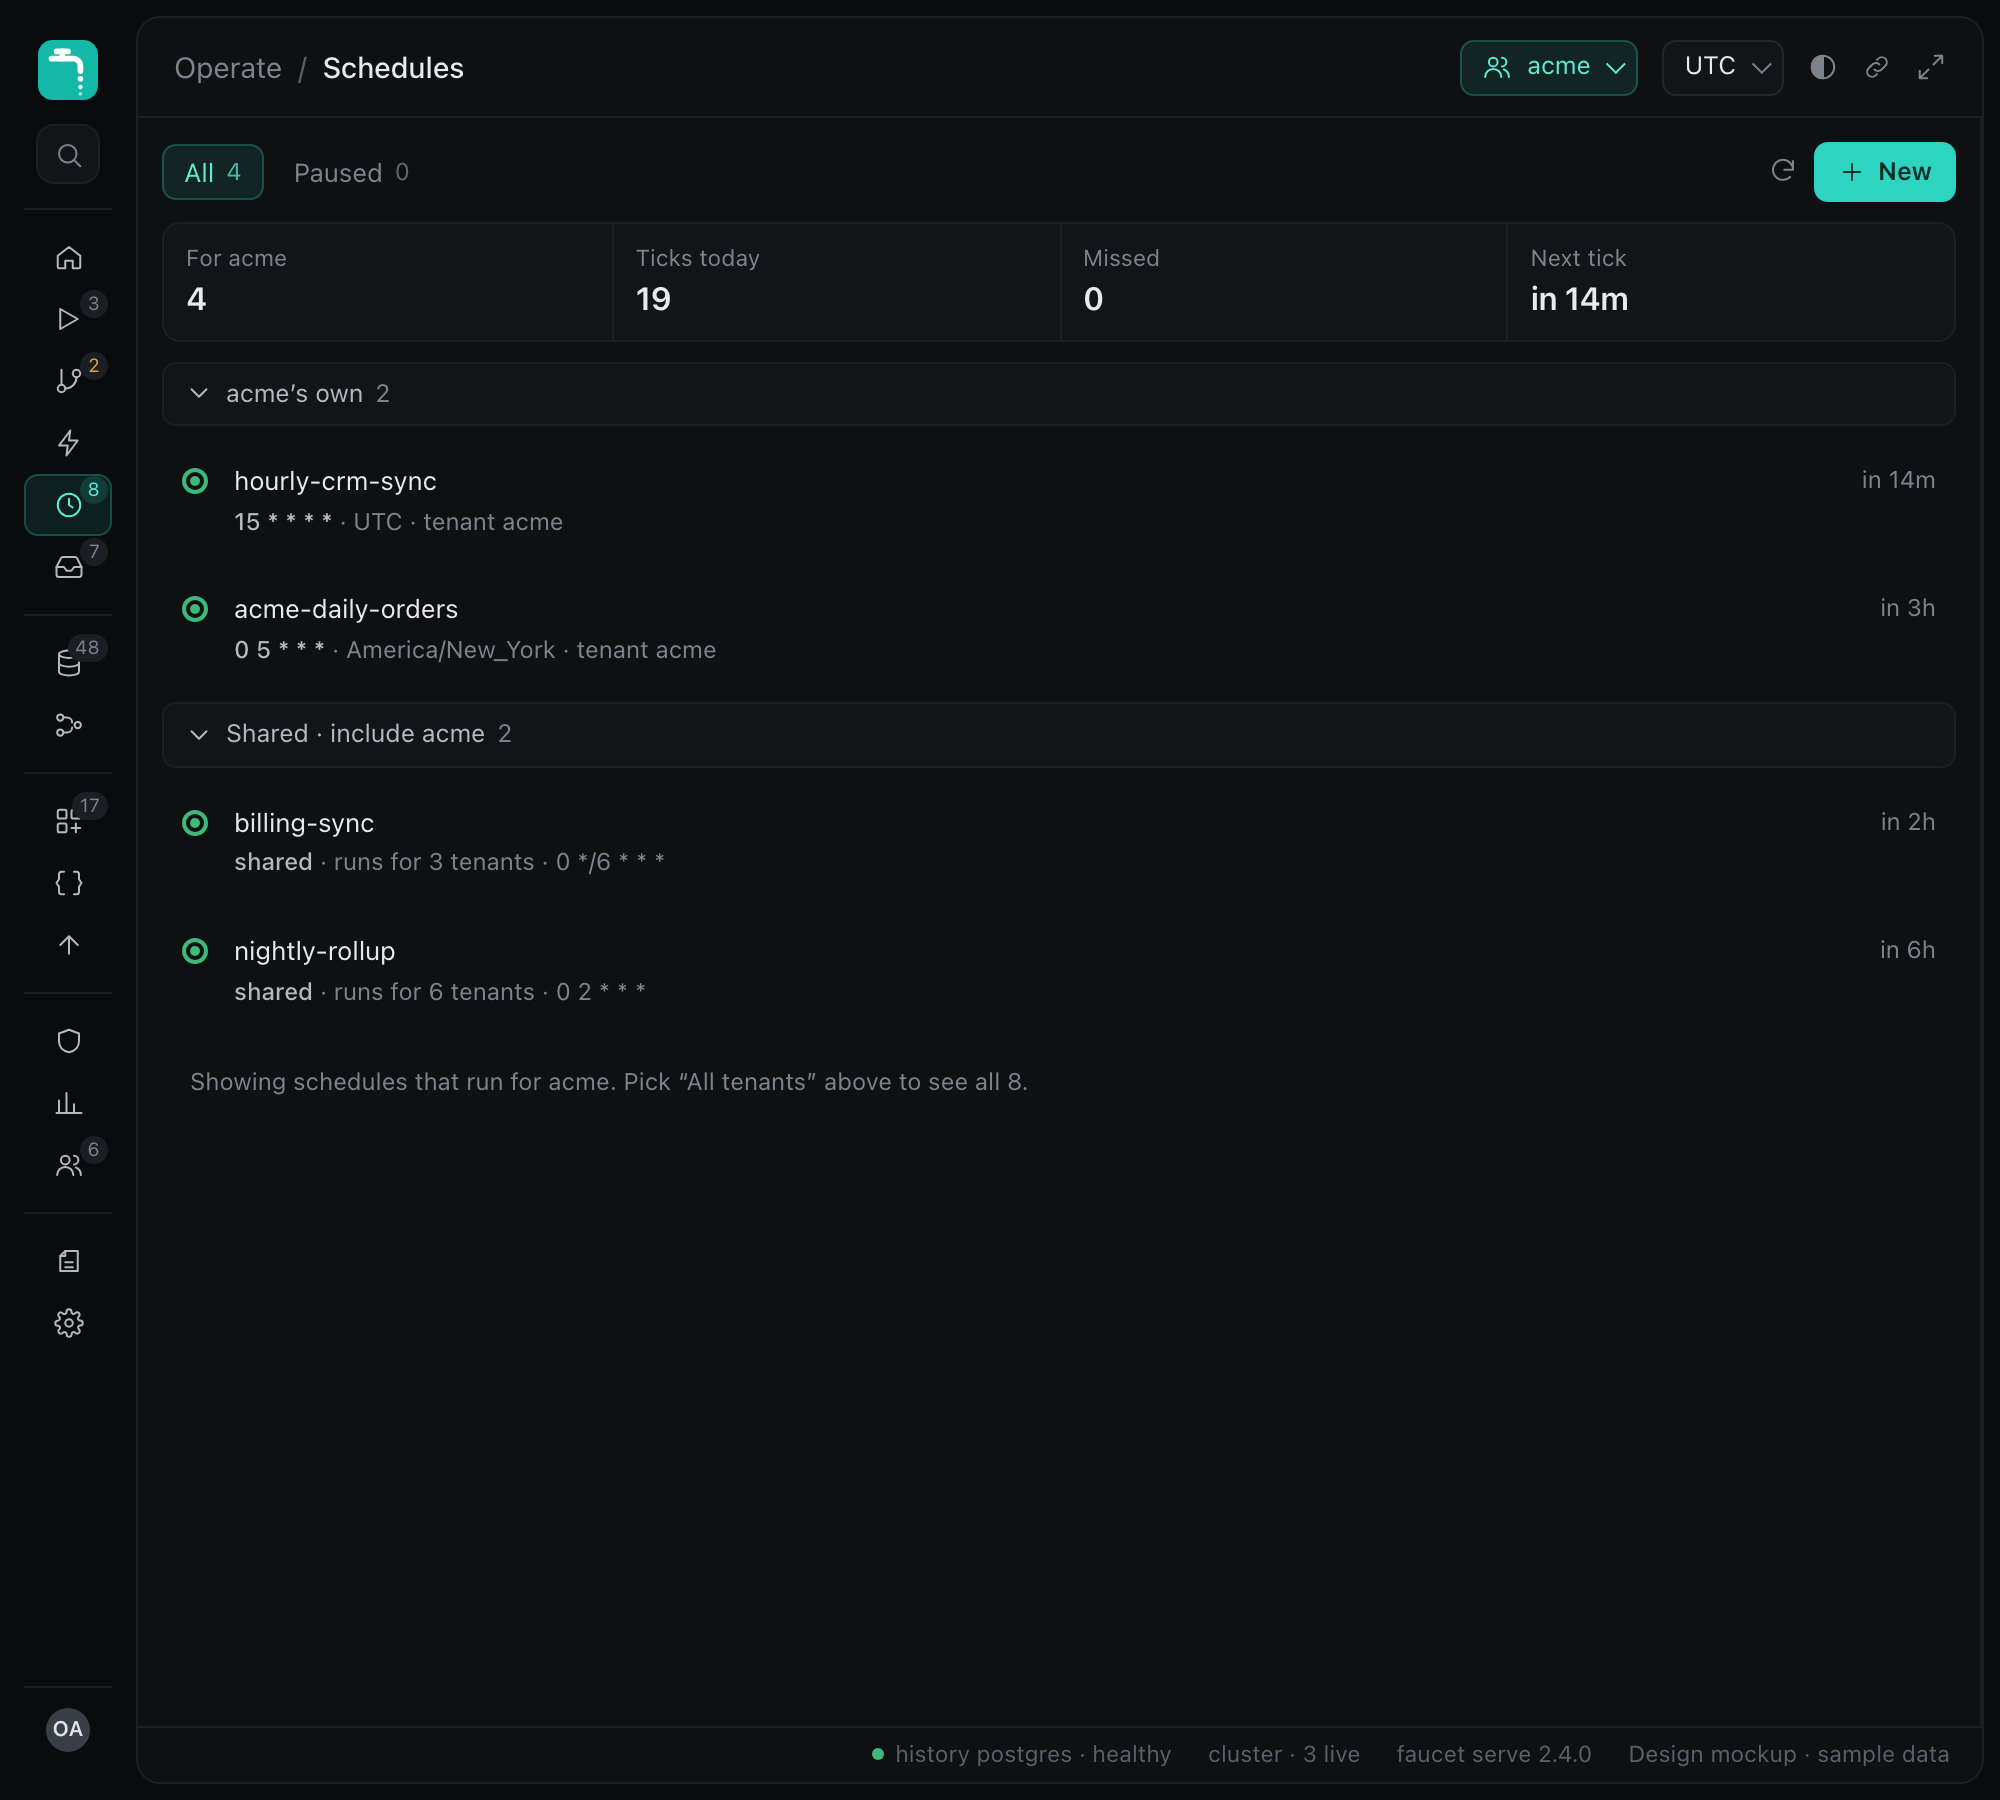 Operate / Schedules
acme
UTC
All 4
Paused 0
+ New
For acme
4
Ticks today
19
Missed
0
Next tick
in 14m
acme’s own 2
hourly-crm-sync
in 14m
15 * * * * · UTC · tenant acme
acme-daily-orders
in 3h
0 5 * * * · America/New_York · tenant acme
Shared · include acme 2
billing-sync
in 2h
shared · runs for 3 tenants · 0 */6 * * *
nightly-rollup
in 6h
shared · runs for 6 tenants · 0 2 * * *
Showing schedules that run for acme. Pick “All tenants” above to see all 8.
3
2
8
7
48
17
6
OA
history postgres · healthy
cluster · 3 live
faucet serve 2.4.0
Design mockup · sample data